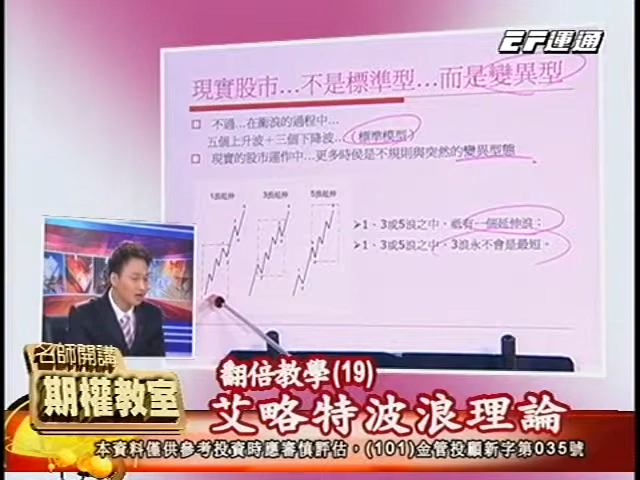 EFT運通
現實股市…不是標準型…而是變異型
不過…在衝浪的過程中…
五個上升波＋三個下降波…（標準模型）
現實的股市運作中…更多時侯是不規則與突然的變異型態
1浪延伸 3浪延伸 5浪延伸
➢1、3或5浪之中，祇有一個延伸浪；
➢1、3或5浪之中，3浪永不會是最短。
名師開講
期權教室
翻倍教學(19)
艾略特波浪理論
本資料僅供參考投資時應審慎評估，(101)金管投顧新字第035號